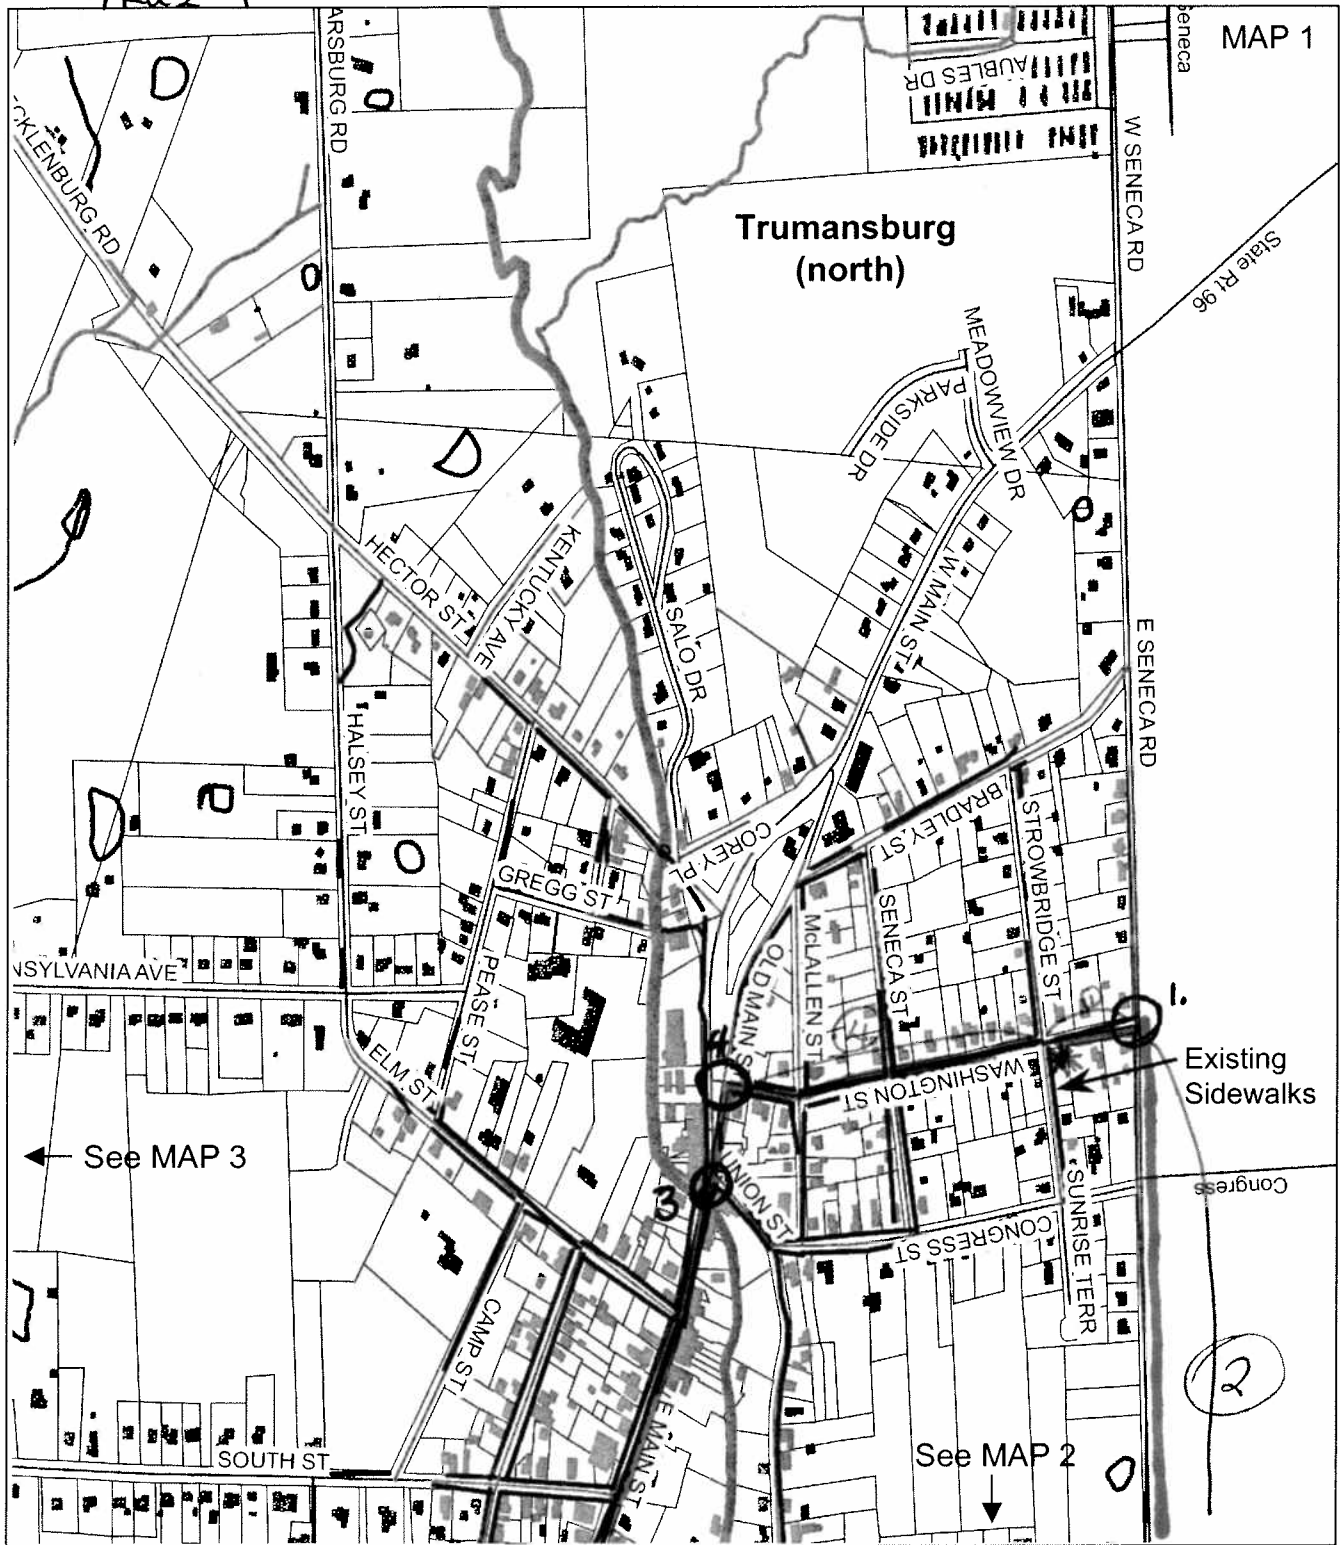 MAP 1
ARSBURG RD
Seneca
AUBLES DR
CKLENBURG RD
W SENECA RD
Trumansburg
(north)
State Rt 96
MEADOWVIEW DR
PARKSIDE DR
HECTOR ST
KENTUCKY AVE
W MAIN ST
SALO DR
E SENECA RD
HALSEY ST
BRADLEY ST
STROWBRIDGE ST
COREY PL
GREGG ST
SENECA ST
McLALLEN ST
OLD MAIN S
PEASE ST
NSYLVANIA AVE
1.
4
ELM ST
WASHINGTON ST
Existing
Sidewalks
See MAP 3
3
UNION ST
Congress
CONGRESS ST
SUNRISE TERR
CAMP ST
2
E MAIN ST
See MAP 2
SOUTH ST